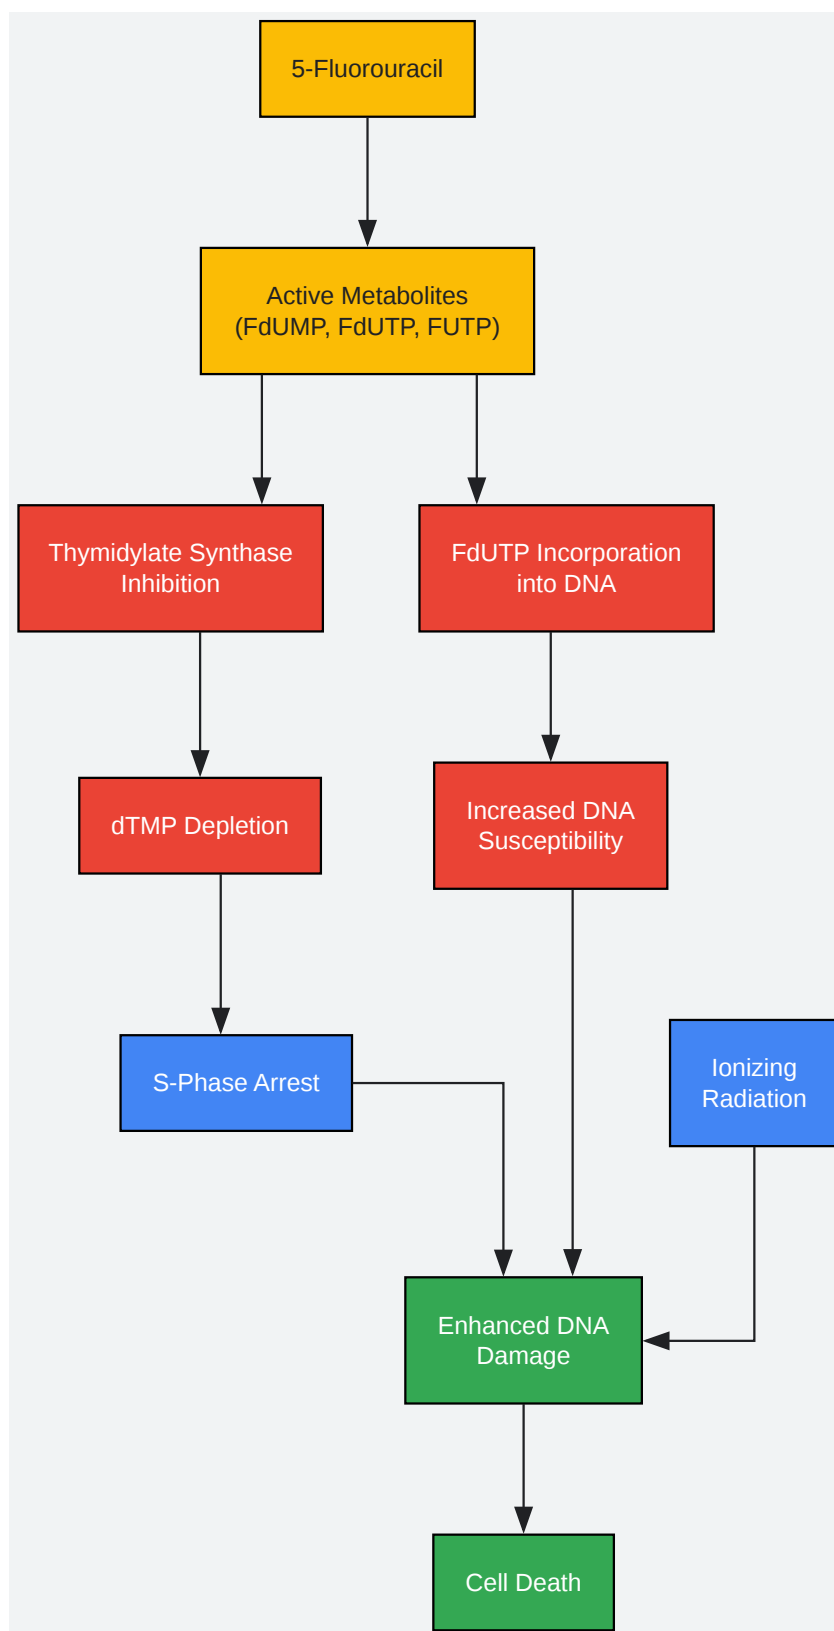 5-Fluorouracil
Active Metabolites
(FdUMP, FdUTP, FUTP)
Thymidylate Synthase
Inhibition
FdUTP Incorporation
into DNA
dTMP Depletion
Increased DNA
Susceptibility
S-Phase Arrest
Ionizing
Radiation
Enhanced DNA
Damage
Cell Death